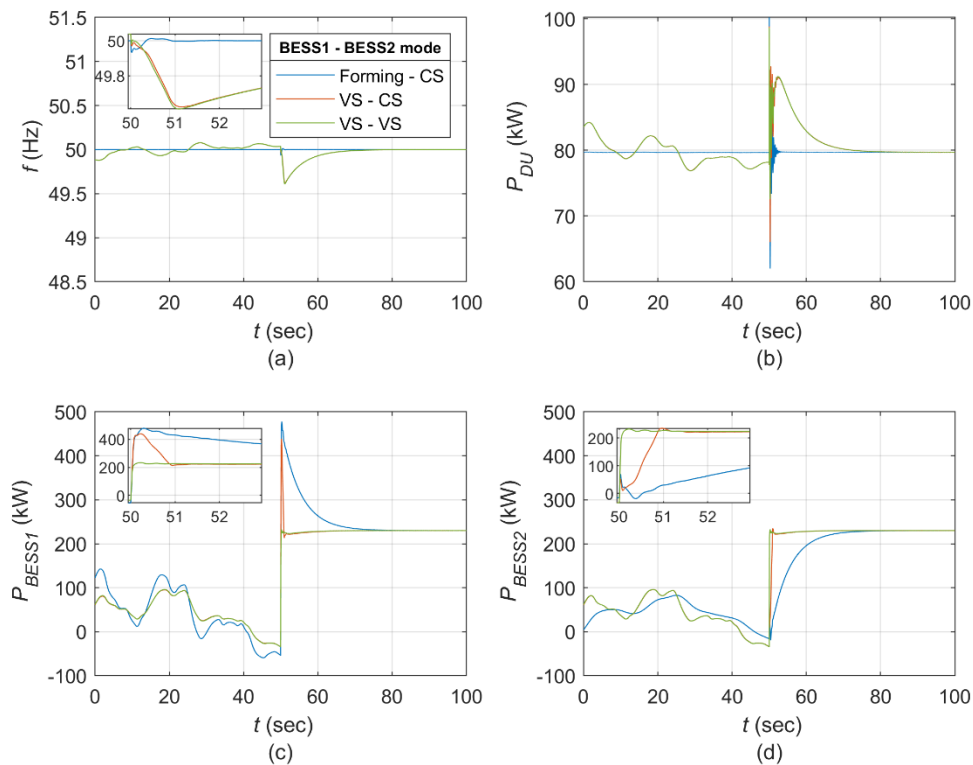 51.5
51
50.5
50
49.5
49
48.5
f (Hz)
50
49.8
50 51 52
BESS1 - BESS2 mode
Forming - CS
VS - CS
VS - VS
0 20 40 60 80 100
t (sec)
(a)
100
90
80
70
60
P_DU (kW)
0 20 40 60 80 100
t (sec)
(b)
500
400
300
200
100
0
-100
P_BESS1 (kW)
400
200
0
50 51 52
0 20 40 60 80 100
t (sec)
(c)
500
400
300
200
100
0
-100
P_BESS2 (kW)
200
100
0
50 51 52
0 20 40 60 80 100
t (sec)
(d)